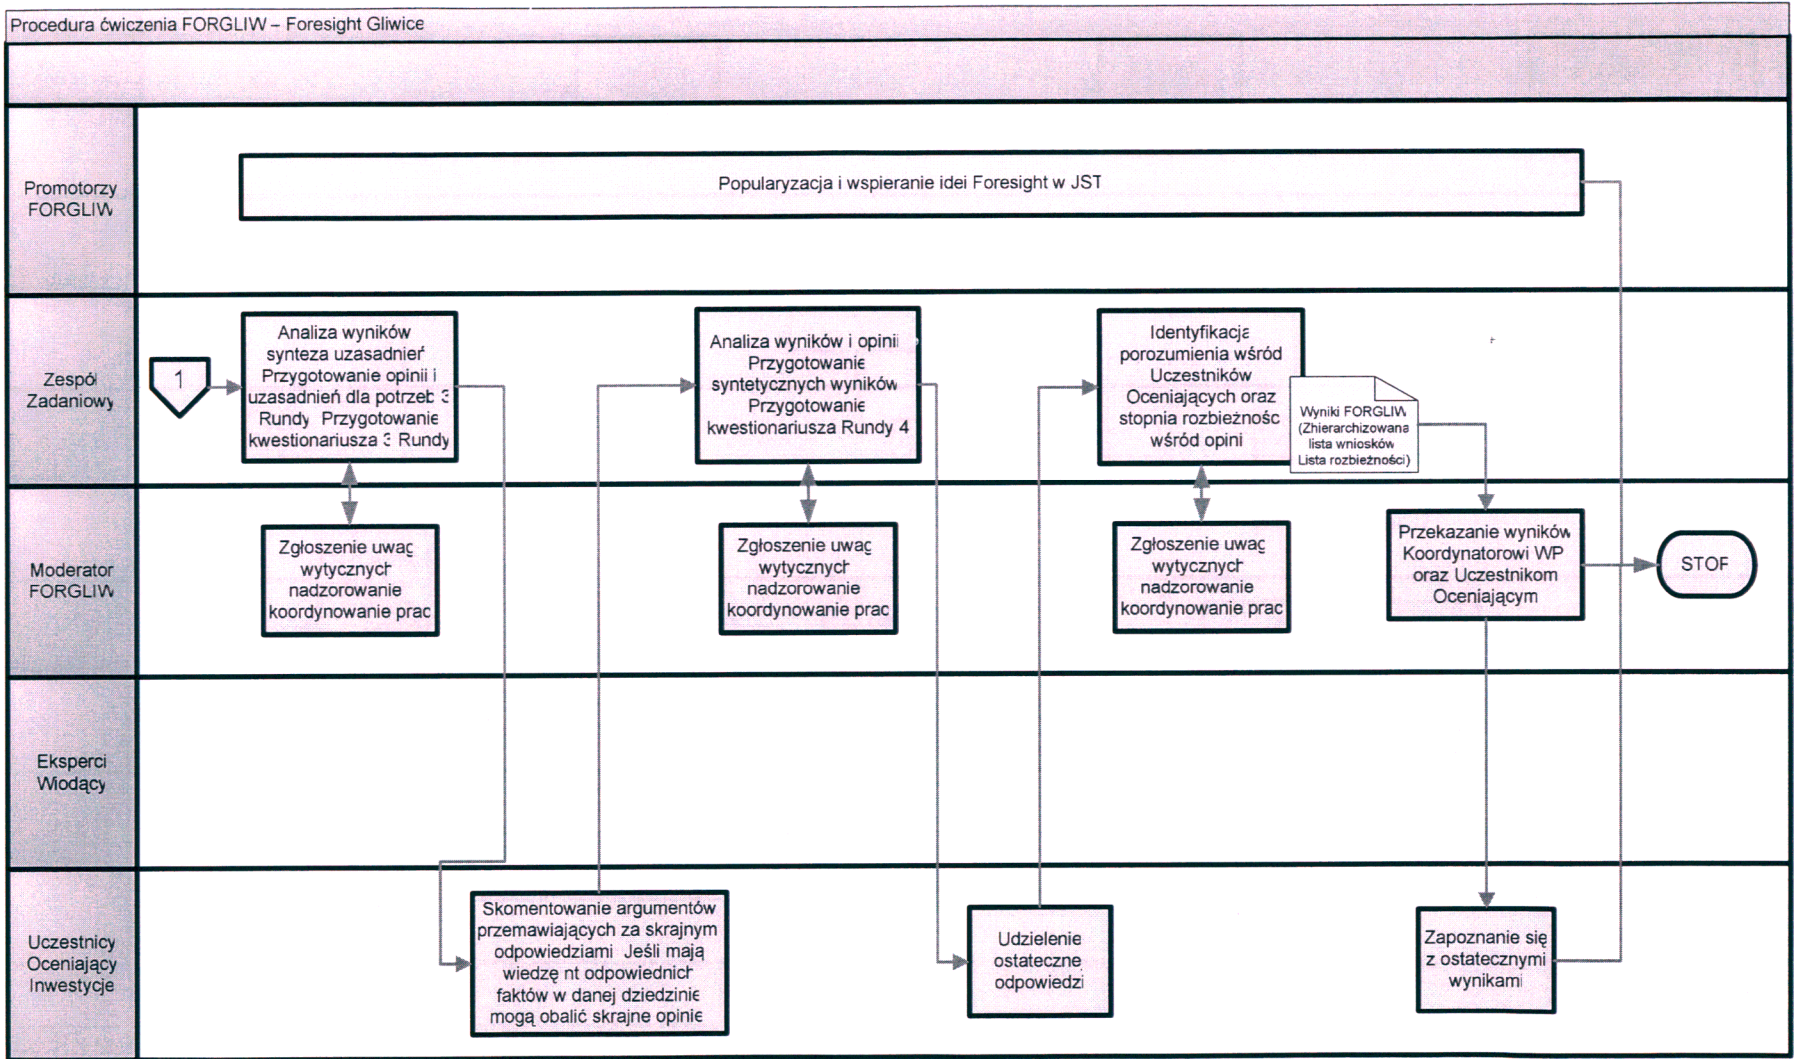 Procedura ćwiczenia FORGLIW – Foresight Gliwice
Promotorzy
FORGLIW
Popularyzacja i wspieranie idei Foresight w JST
Zespół
Zadaniowy
1
Analiza wyników
synteza uzasadnień
Przygotowanie opinii i
uzasadnień dla potrzeb 3
Rundy Przygotowanie
kwestionariusza 3 Rundy
Analiza wyników i opinii
Przygotowanie
syntetycznych wyników
Przygotowanie
kwestionariusza Rundy 4
Identyfikacja
porozumienia wśród
Uczestników
Oceniających oraz
stopnia rozbieżnośc
wśród opini
Wyniki FORGLIW
(Zhierarchizowana
lista wniosków
Lista rozbieżności)
Moderator
FORGLIW
Zgłoszenie uwag
wytycznych
nadzorowanie
koordynowanie prac
Zgłoszenie uwag
wytycznych
nadzorowanie
koordynowanie prac
Zgłoszenie uwag
wytycznych
nadzorowanie
koordynowanie prac
Przekazanie wyników
Koordynatorowi WP
oraz Uczestnikom
Oceniającym
STOP
Eksperci
Wiodący
Uczestnicy
Oceniający
Inwestycje
Skomentowanie argumentów
przemawiających za skrajnym
odpowiedziami Jeśli mają
wiedzę nt odpowiednich
faktów w danej dziedzinie
mogą obalić skrajne opinie
Udzielenie
ostateczne
odpowiedzi
Zapoznanie się
z ostatecznymi
wynikami